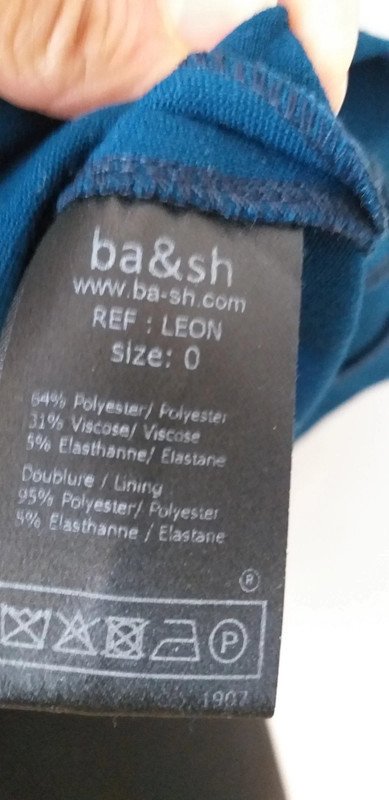 ba&sh
www.ba-sh.com
REF : LEON
size: 0
64% Polyester/ Polyester
31% Viscose/ Viscose
5% Elasthanne/ Elastane
Doublure / Lining
95% Polyester/ Polyester
5% Elasthanne / Elastane
®
P
1907